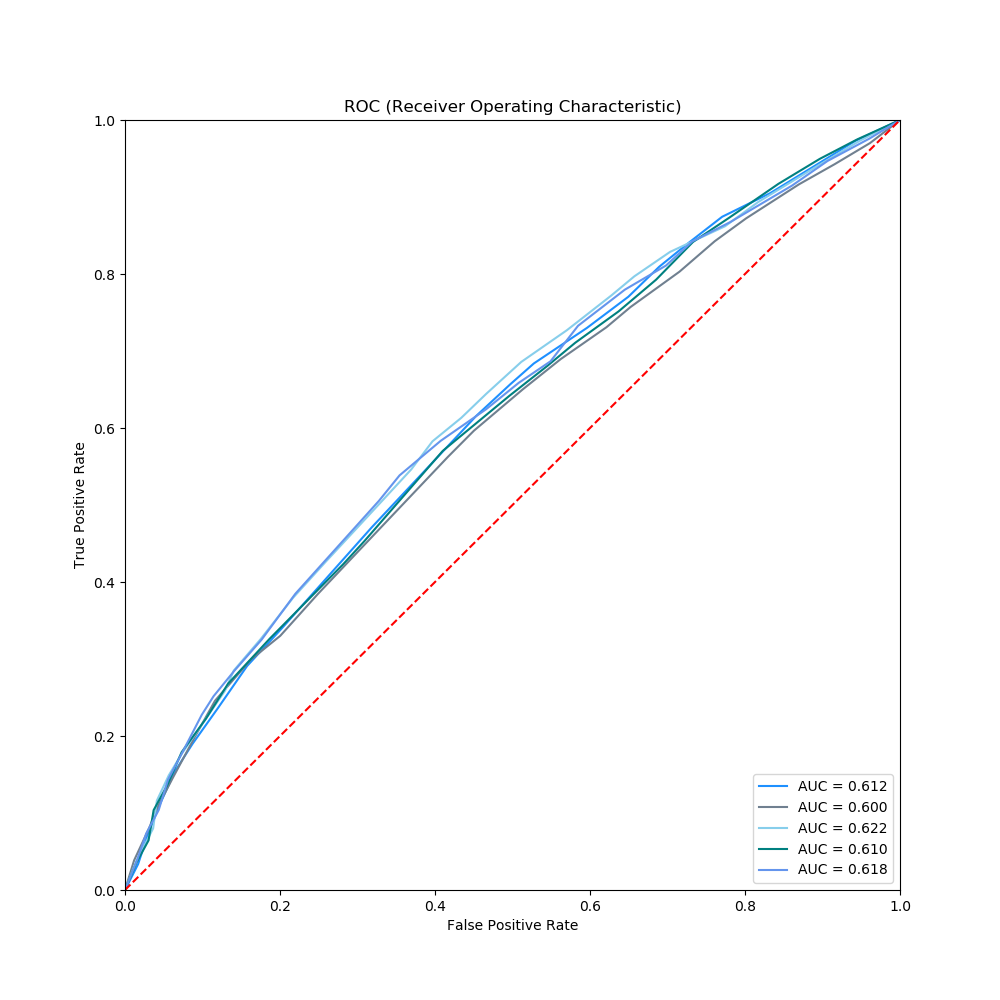 ROC (Receiver Operating Characteristic)
True Positive Rate
1.0
0.8
0.6
0.4
0.2
0.0
AUC = 0.612
AUC = 0.600
AUC = 0.622
AUC = 0.610
AUC = 0.618
0.0 0.2 0.4 0.6 0.8 1.0
False Positive Rate